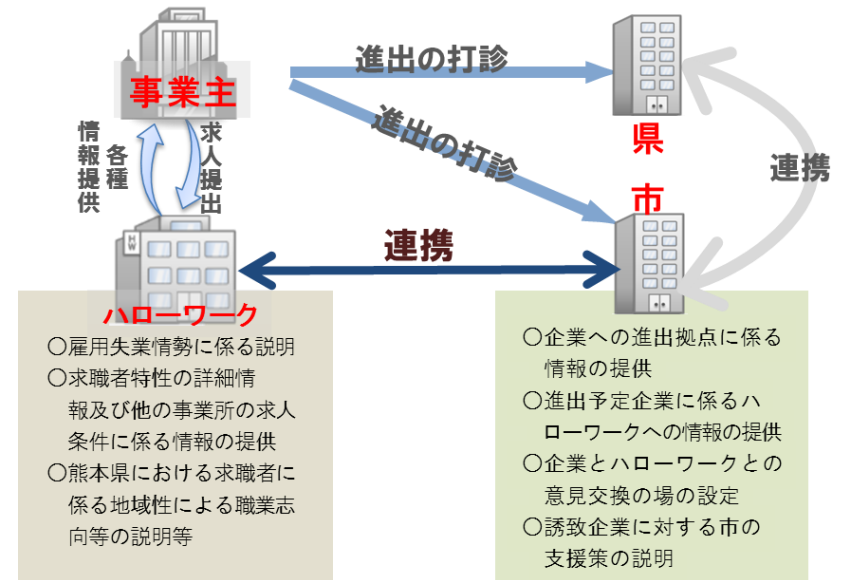 事業主
進出の打診
進出の打診
県
市
連携
各種
情報提供
求人提出
連携
HW
ハローワーク
〇雇用失業情勢に係る説明
〇求職者特性の詳細情
報及び他の事業所の求人
条件に係る情報の提供
〇熊本県における求職者に
係る地域性による職業志
向等の説明等
〇企業への進出拠点に係る
情報の提供
〇進出予定企業に係るハ
ローワークへの情報の提供
〇企業とハローワークとの
意見交換の場の設定
〇誘致企業に対する市の
支援策の説明